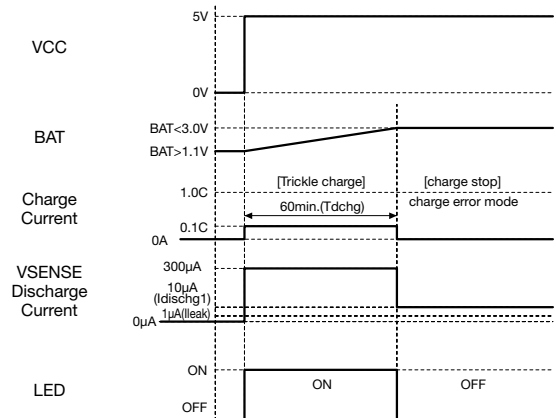 5V
VCC
0V
BAT<3.0V
BAT
BAT>1.1V
[Trickle charge]
[charge stop]
1.0C
charge error mode
Charge
Current
60min.(Tdchg)
0.1C
0A
VSENSE
Discharge
Current
300μA
10μA
(Idischg1)
1μA(Ileak)
0μA
ON
LED
ON
OFF
OFF